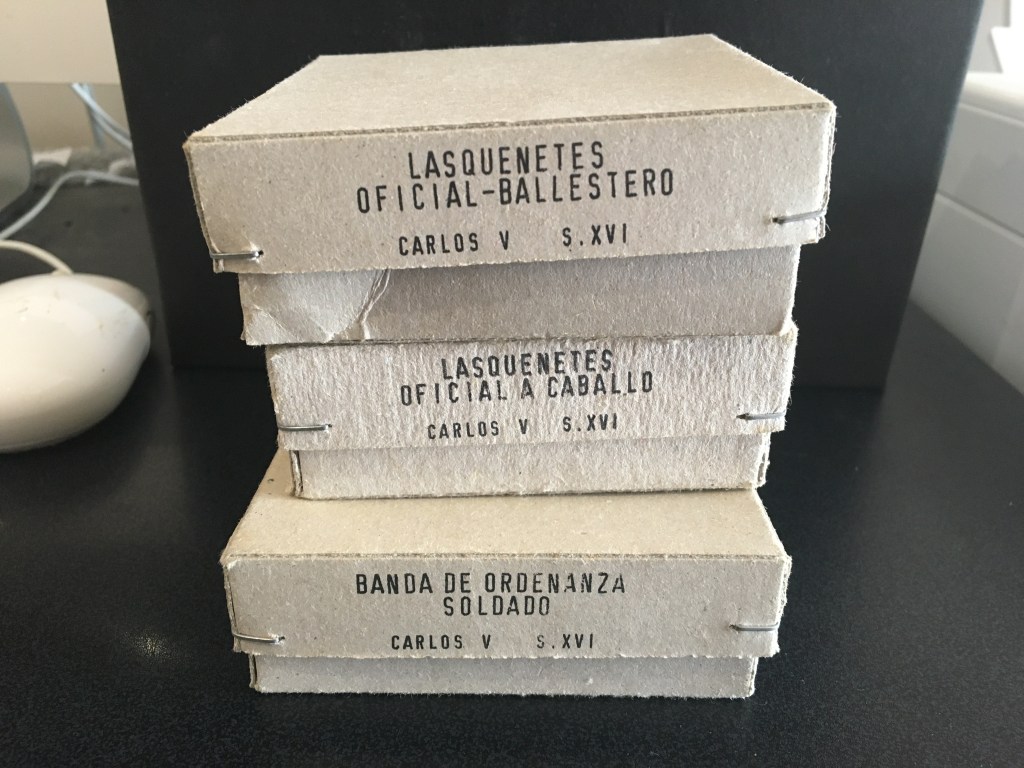 LASQUENETES
OFICIAL-BALLESTERO
CARLOS V S.XVI
LASQUENETES
OFICIAL A CABALLO
CARLOS V S.XVI
BANDA DE ORDENANZA
SOLDADO
CARLOS V S.XVI